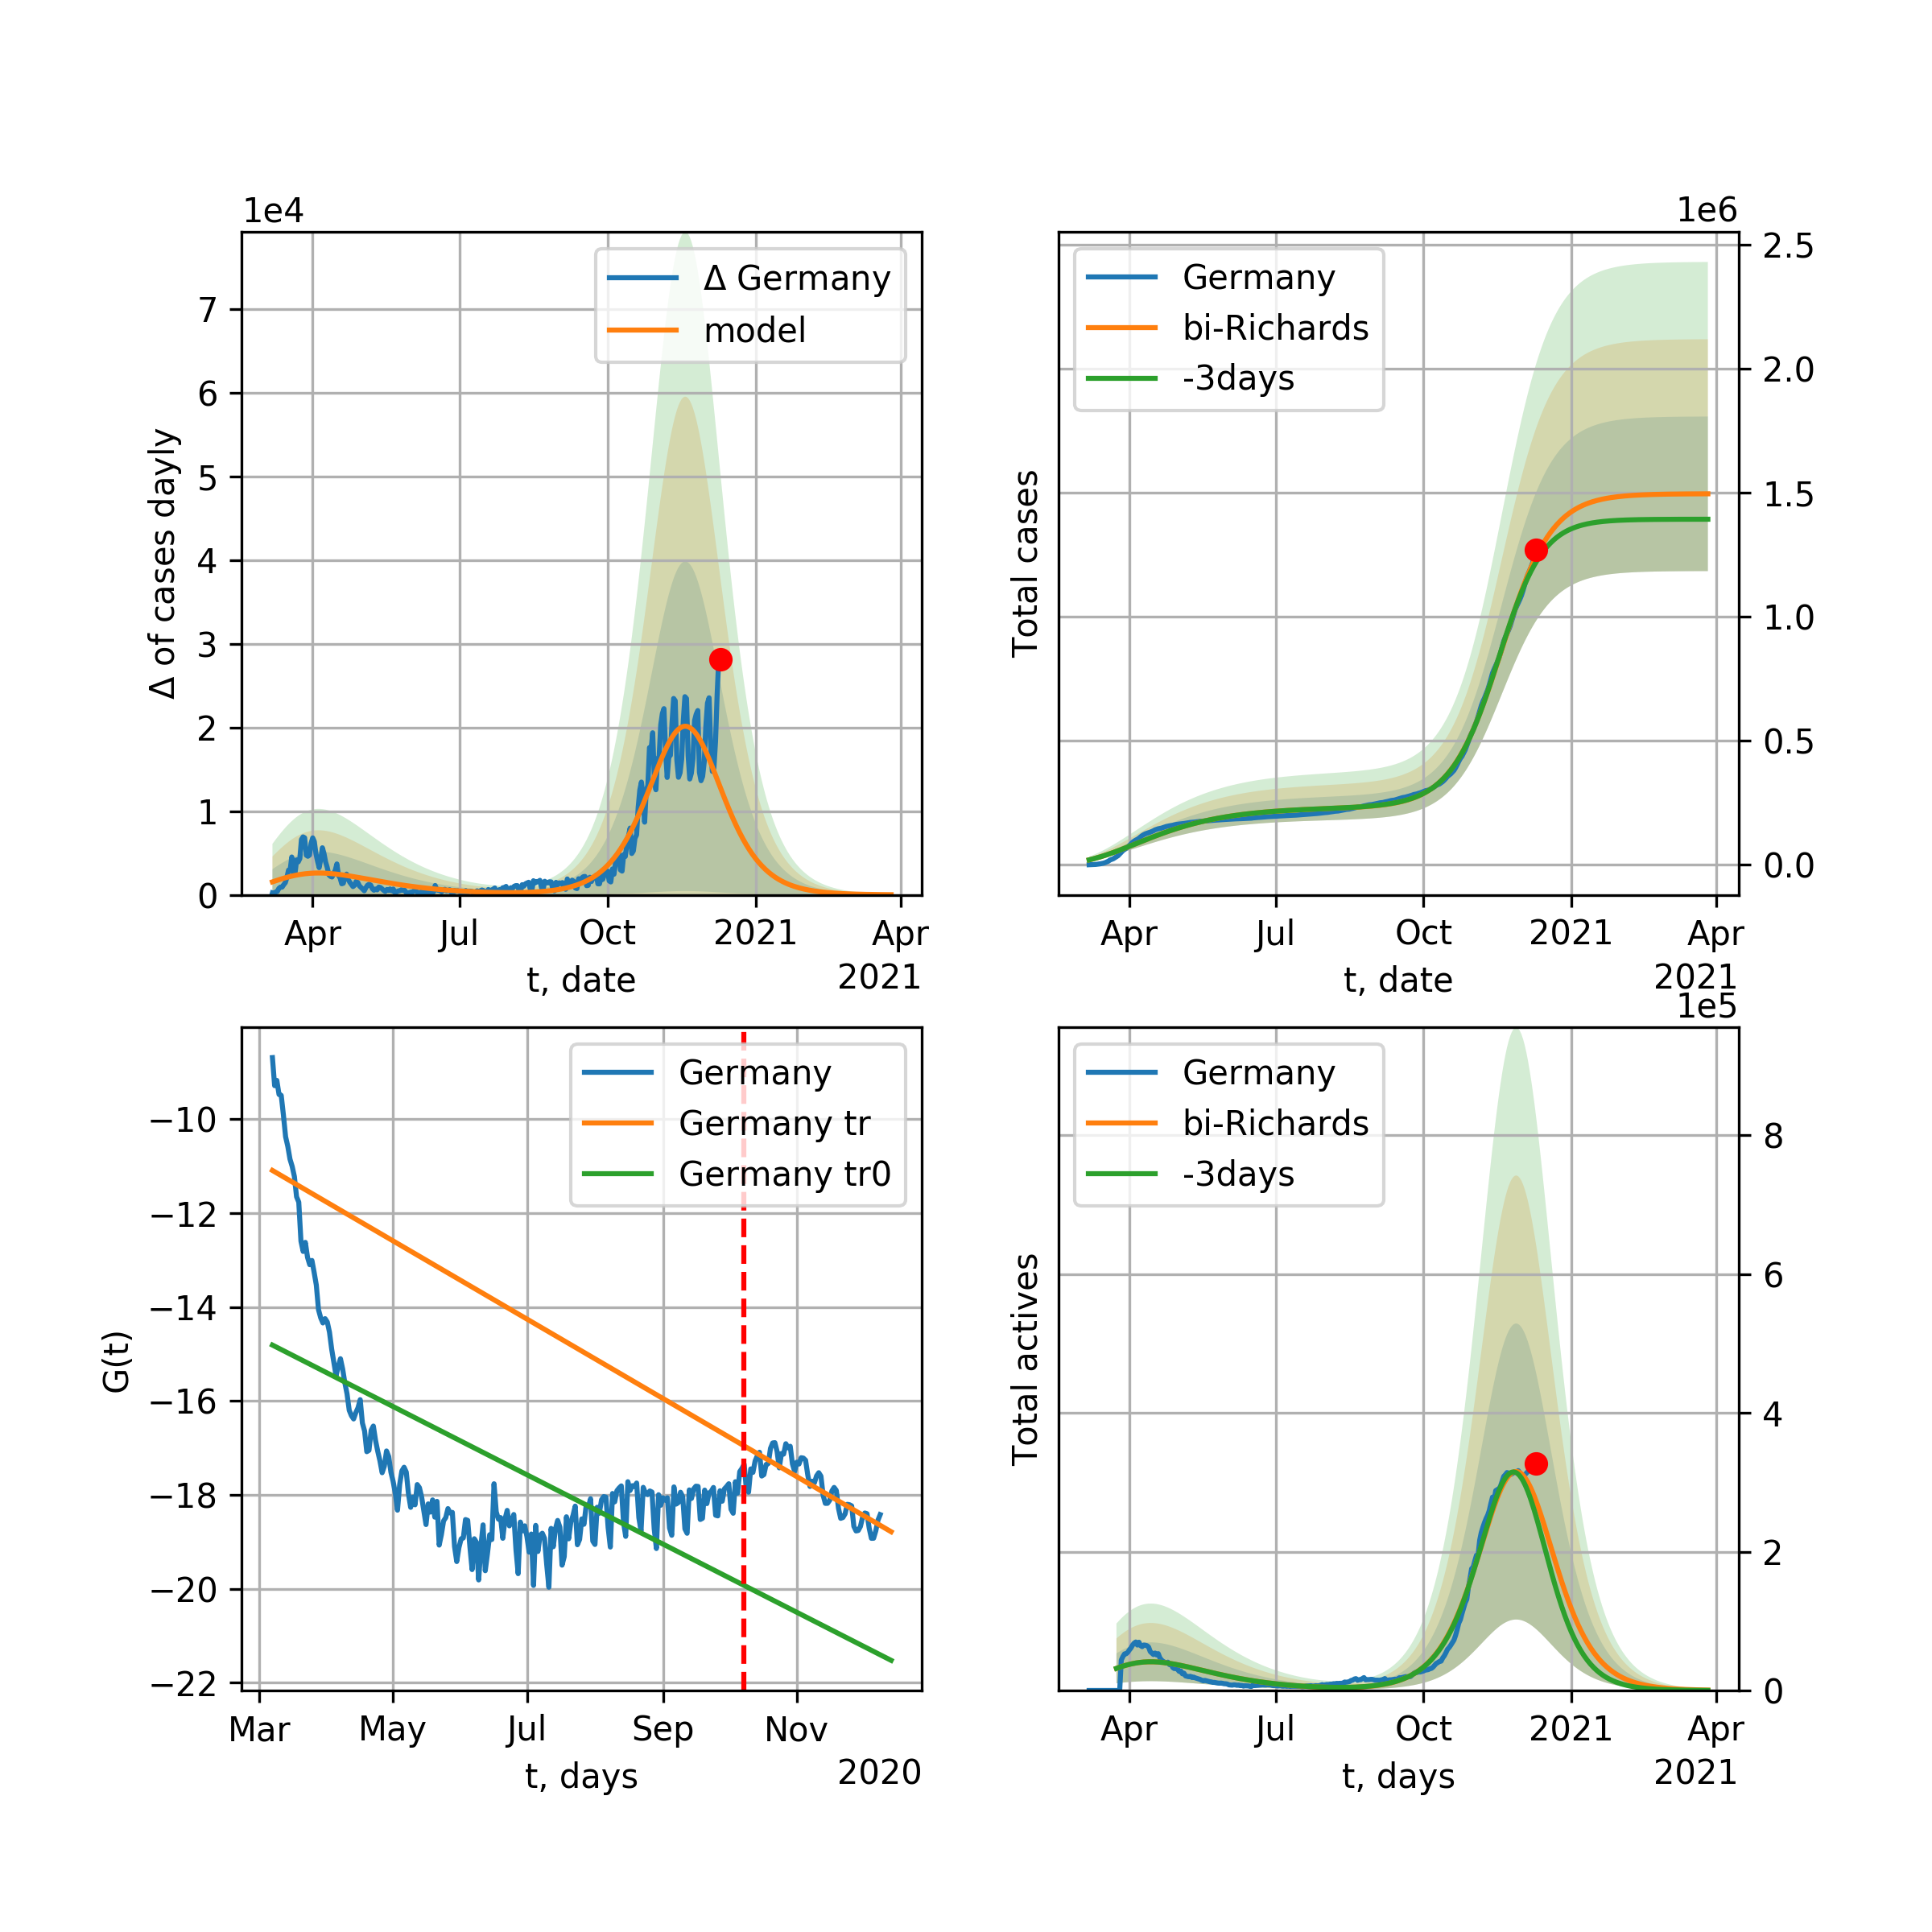 1e4
Δ Germany
model
7
6
5
4
3
2
1
0
Δ of cases dayly
Apr
Jul
Oct
2021
Apr
t, date
2021
1e6
Germany
bi-Richards
-3days
2.5
2.0
1.5
1.0
0.5
0.0
Total cases
Apr
Jul
Oct
2021
Apr
t, date
2021
Germany
Germany tr
Germany tr0
−10
−12
−14
−16
−18
−20
−22
G(t)
Mar
May
Jul
Sep
Nov
t, days
2020
1e5
Germany
bi-Richards
-3days
8
6
4
2
0
Total actives
Apr
Jul
Oct
2021
Apr
t, days
2021